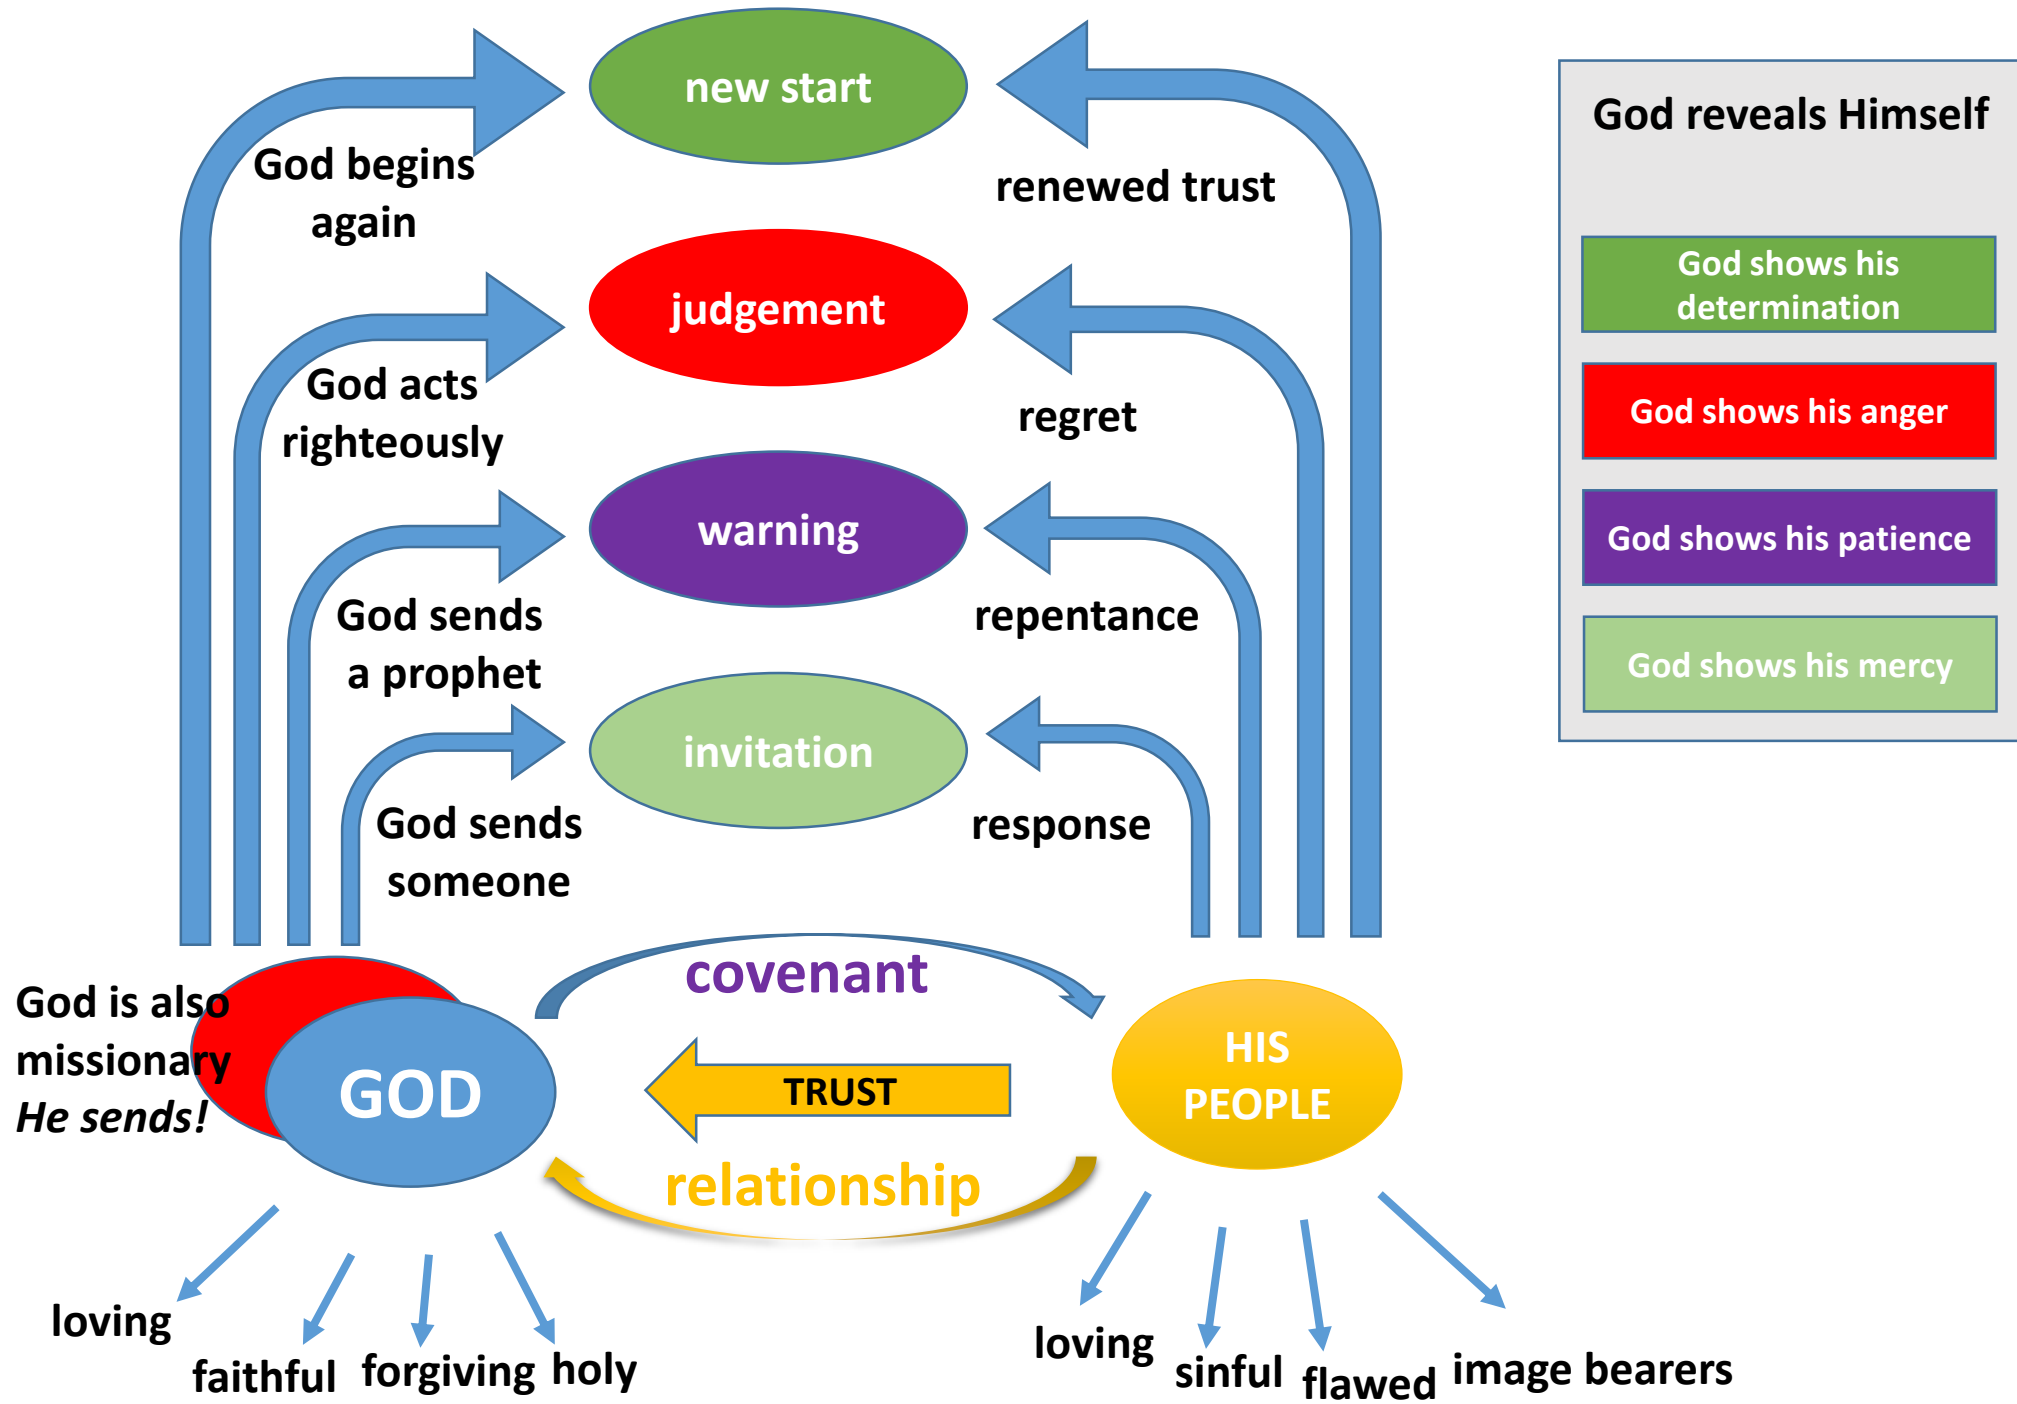 new start
God begins
again
renewed trust
judgement
God acts
righteously
regret
warning
God sends
a prophet
repentance
invitation
God sends
someone
response
God reveals Himself
God shows his
determination
God shows his anger
God shows his patience
God shows his mercy
God is also
missionary
He sends!
GOD
covenant
TRUST
relationship
HIS
PEOPLE
loving
faithful
forgiving
holy
loving
sinful
flawed
image bearers